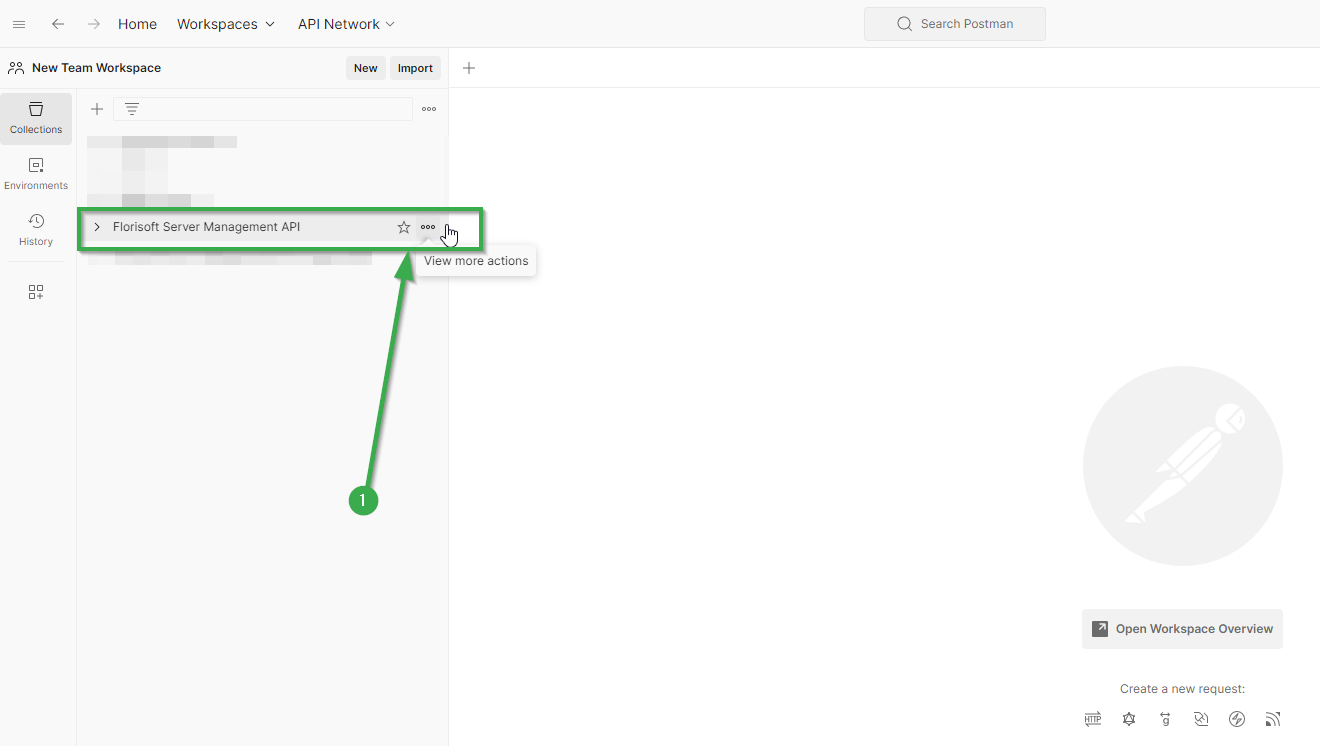 Home Workspaces API Network Search Postman
New Team Workspace New Import
Collections
Environments
Florisoft Server Management API
History
View more actions
1
Open Workspace Overview
Create a new request:
HTTP
g